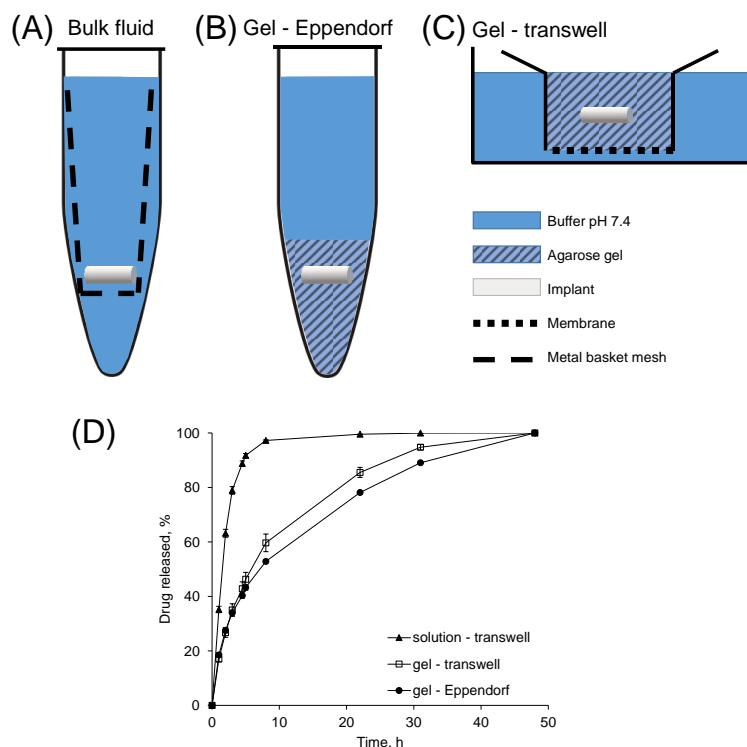 (A) Bulk fluid
(B) Gel - Eppendorf
(C) Gel - transwell
Buffer pH 7.4
Agarose gel
Implant
Membrane
Metal basket mesh
(D)
Drug released, %
100
80
60
40
20
0
solution - transwell
gel - transwell
gel - Eppendorf
0 10 20 30 40 50
Time, h